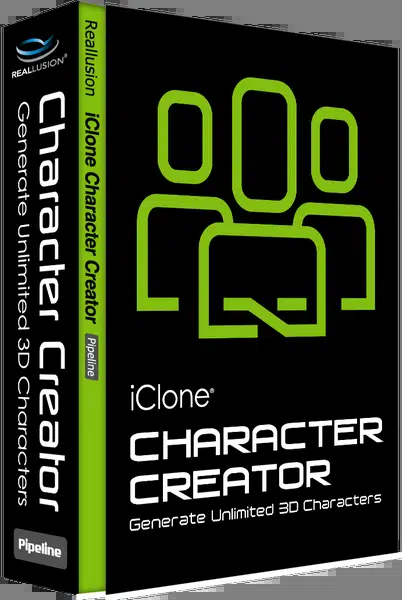 REALLUSION®
Character Creator
Generate Unlimited 3D Characters
Pipeline
Reallusion iClone Character Creator Pipeline
iClone®
CHARACTER
CREATOR
Generate Unlimited 3D Characters